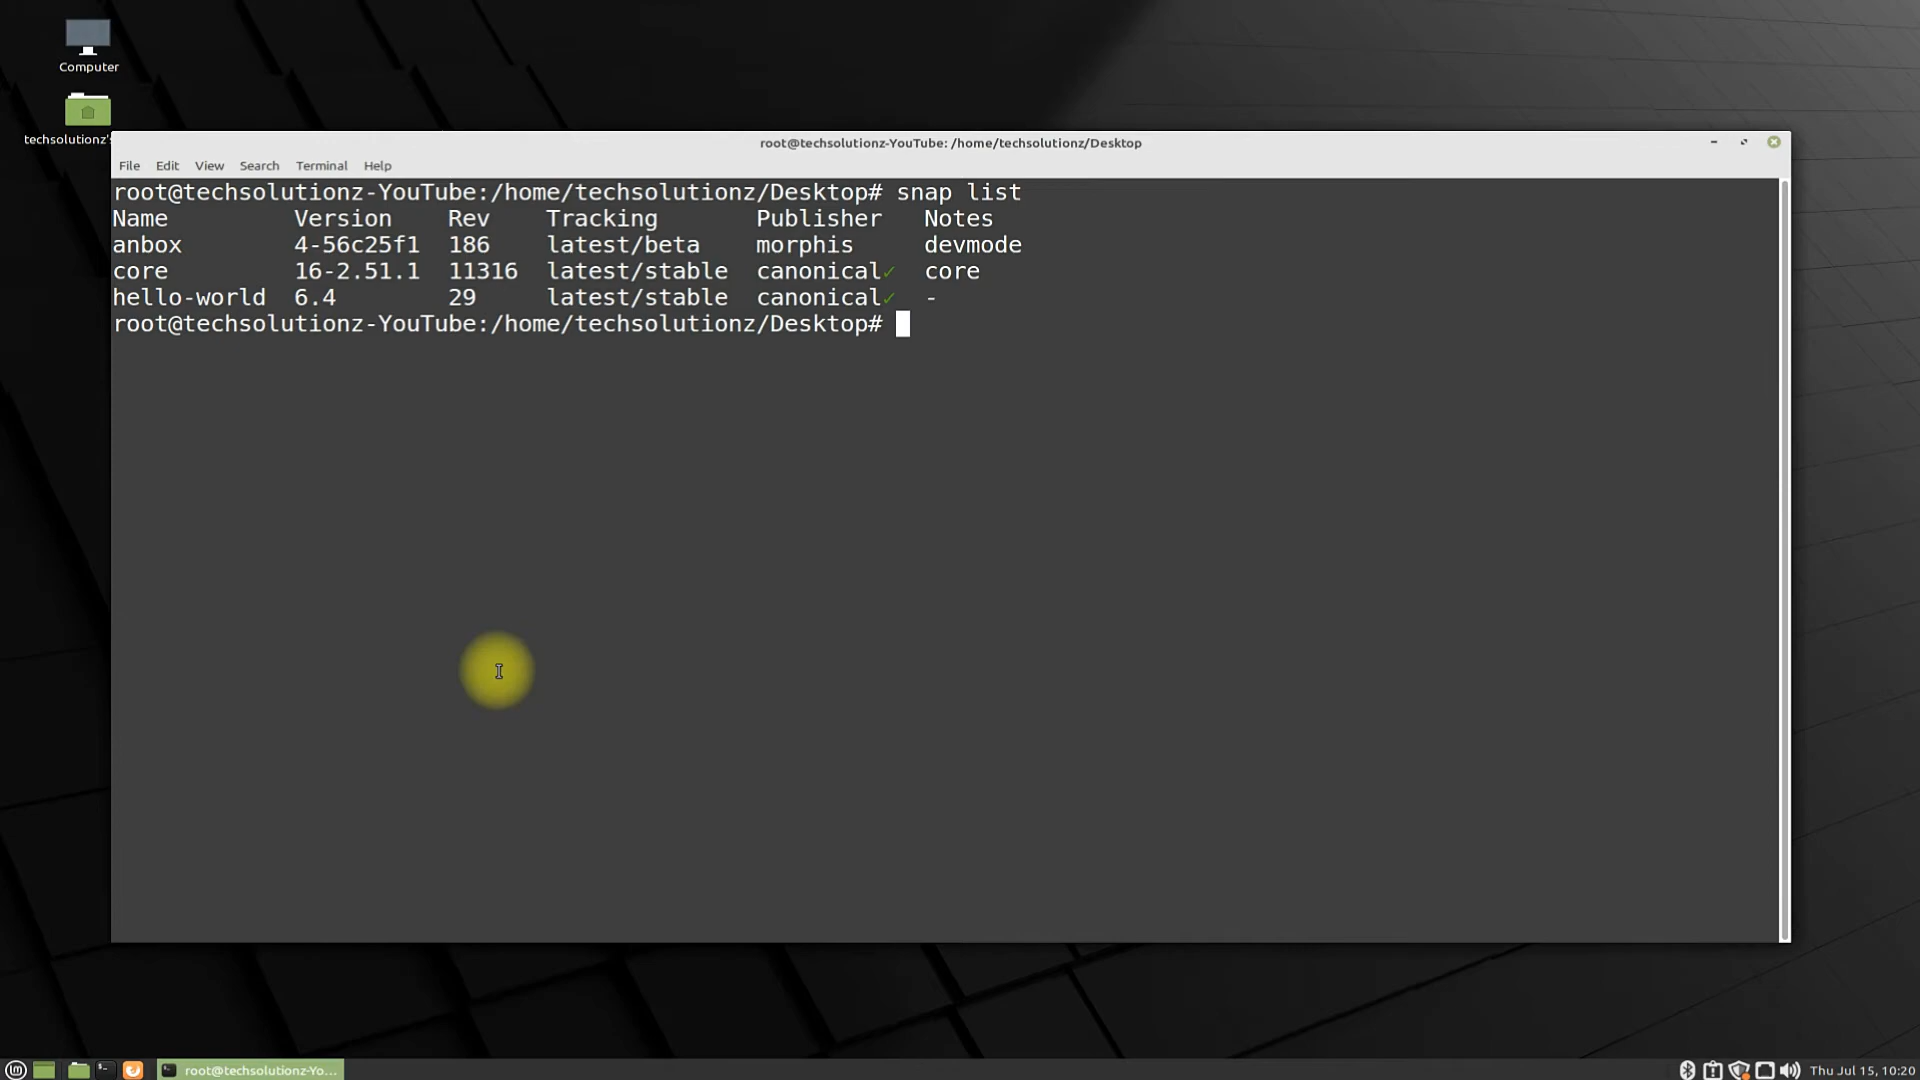 Computer
techsolutionz's
root@techsolutionz-YouTube: /home/techsolutionz/Desktop
File Edit View Search Terminal Help
root@techsolutionz-YouTube:/home/techsolutionz/Desktop# snap list
Name Version Rev Tracking Publisher Notes
anbox 4-56c25f1 186 latest/beta morphis devmode
core 16-2.51.1 11316 latest/stable canonical✓ core
hello-world 6.4 29 latest/stable canonical✓ -
root@techsolutionz-YouTube:/home/techsolutionz/Desktop#
root@techsolutionz-Yo...
Thu Jul 15, 10:20